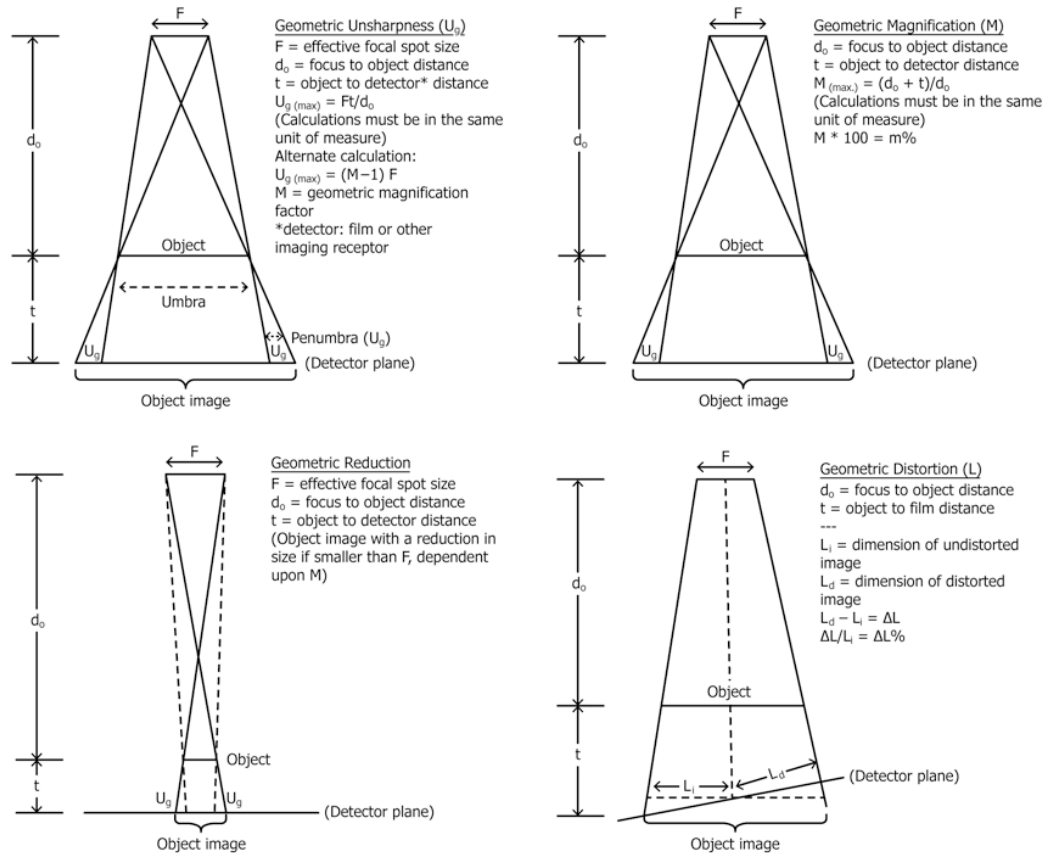 F
Geometric Unsharpness (Ug)
F = effective focal spot size
do = focus to object distance
t = object to detector* distance
Ug (max) = Ft/do
(Calculations must be in the same
unit of measure)
Alternate calculation:
Ug (max) = (M−1) F
M = geometric magnification
factor
*detector: film or other
imaging receptor
do
Object
Umbra
t
Penumbra (Ug)
Ug
Ug
(Detector plane)
Object image
F
Geometric Magnification (M)
do = focus to object distance
t = object to detector distance
M (max.) = (do + t)/do
(Calculations must be in the same
unit of measure)
M * 100 = m%
do
Object
t
Ug
Ug
(Detector plane)
Object image
F
Geometric Reduction
F = effective focal spot size
do = focus to object distance
t = object to detector distance
(Object image with a reduction in
size if smaller than F, dependent
upon M)
do
Object
t
Ug
Ug
(Detector plane)
Object image
F
Geometric Distortion (L)
do = focus to object distance
t = object to film distance
---
Li = dimension of undistorted
image
Ld = dimension of distorted
image
Ld − Li = ΔL
ΔL/Li = ΔL%
do
Object
t
Li
Ld
(Detector plane)
Object image